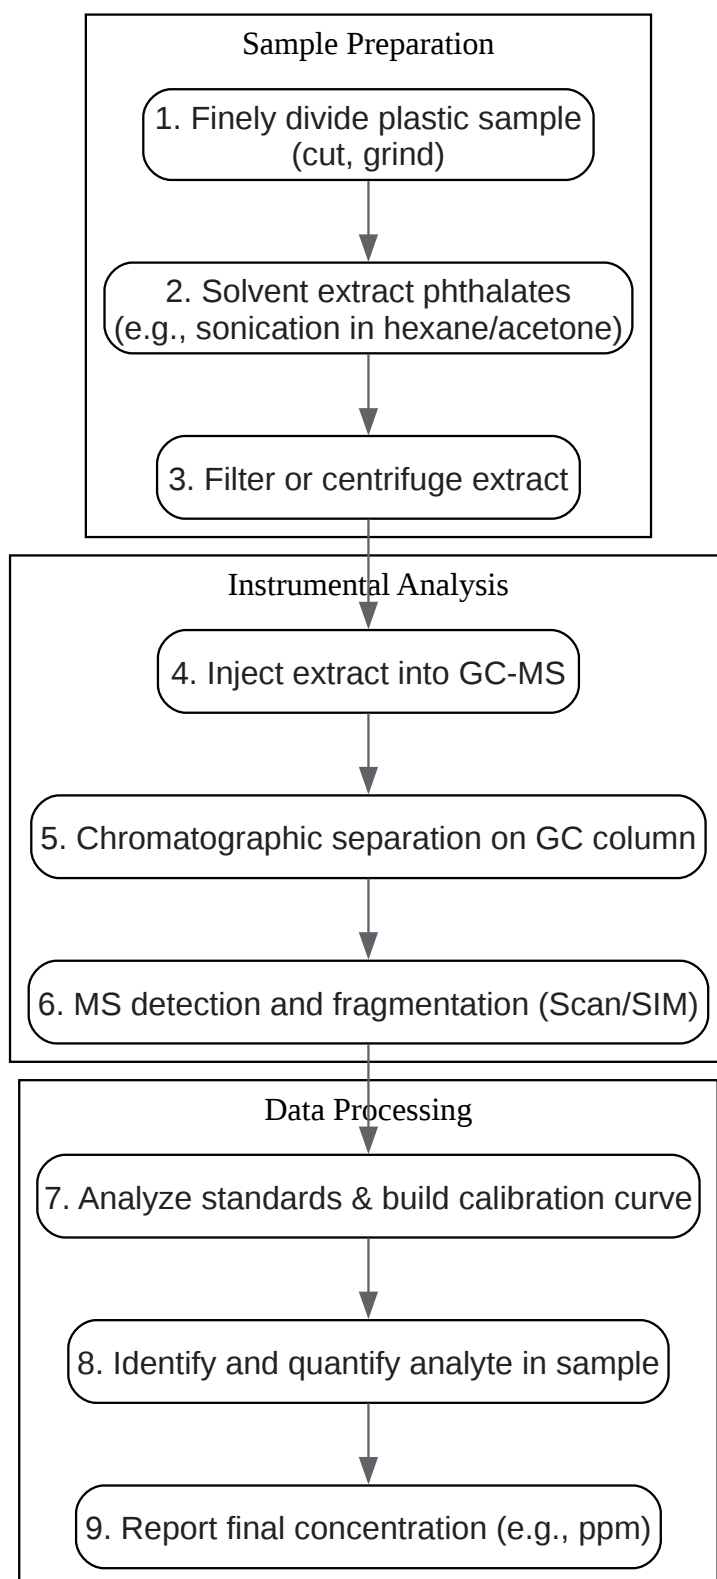 Sample Preparation
1. Finely divide plastic sample
(cut, grind)
2. Solvent extract phthalates
(e.g., sonication in hexane/acetone)
3. Filter or centrifuge extract
Instrumental Analysis
4. Inject extract into GC-MS
5. Chromatographic separation on GC column
6. MS detection and fragmentation (Scan/SIM)
Data Processing
7. Analyze standards & build calibration curve
8. Identify and quantify analyte in sample
9. Report final concentration (e.g., ppm)